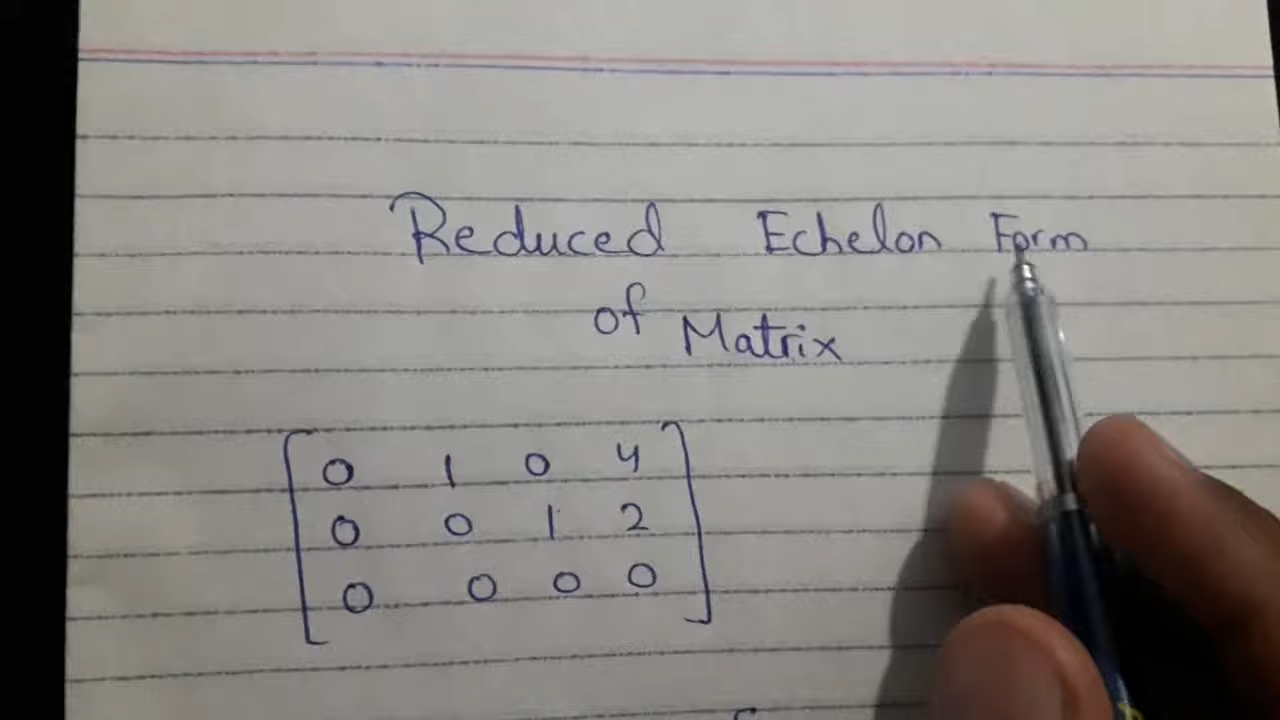 Reduced Echelon Form
of Matrix
0 1 0 4
0 0 1 2
0 0 0 0